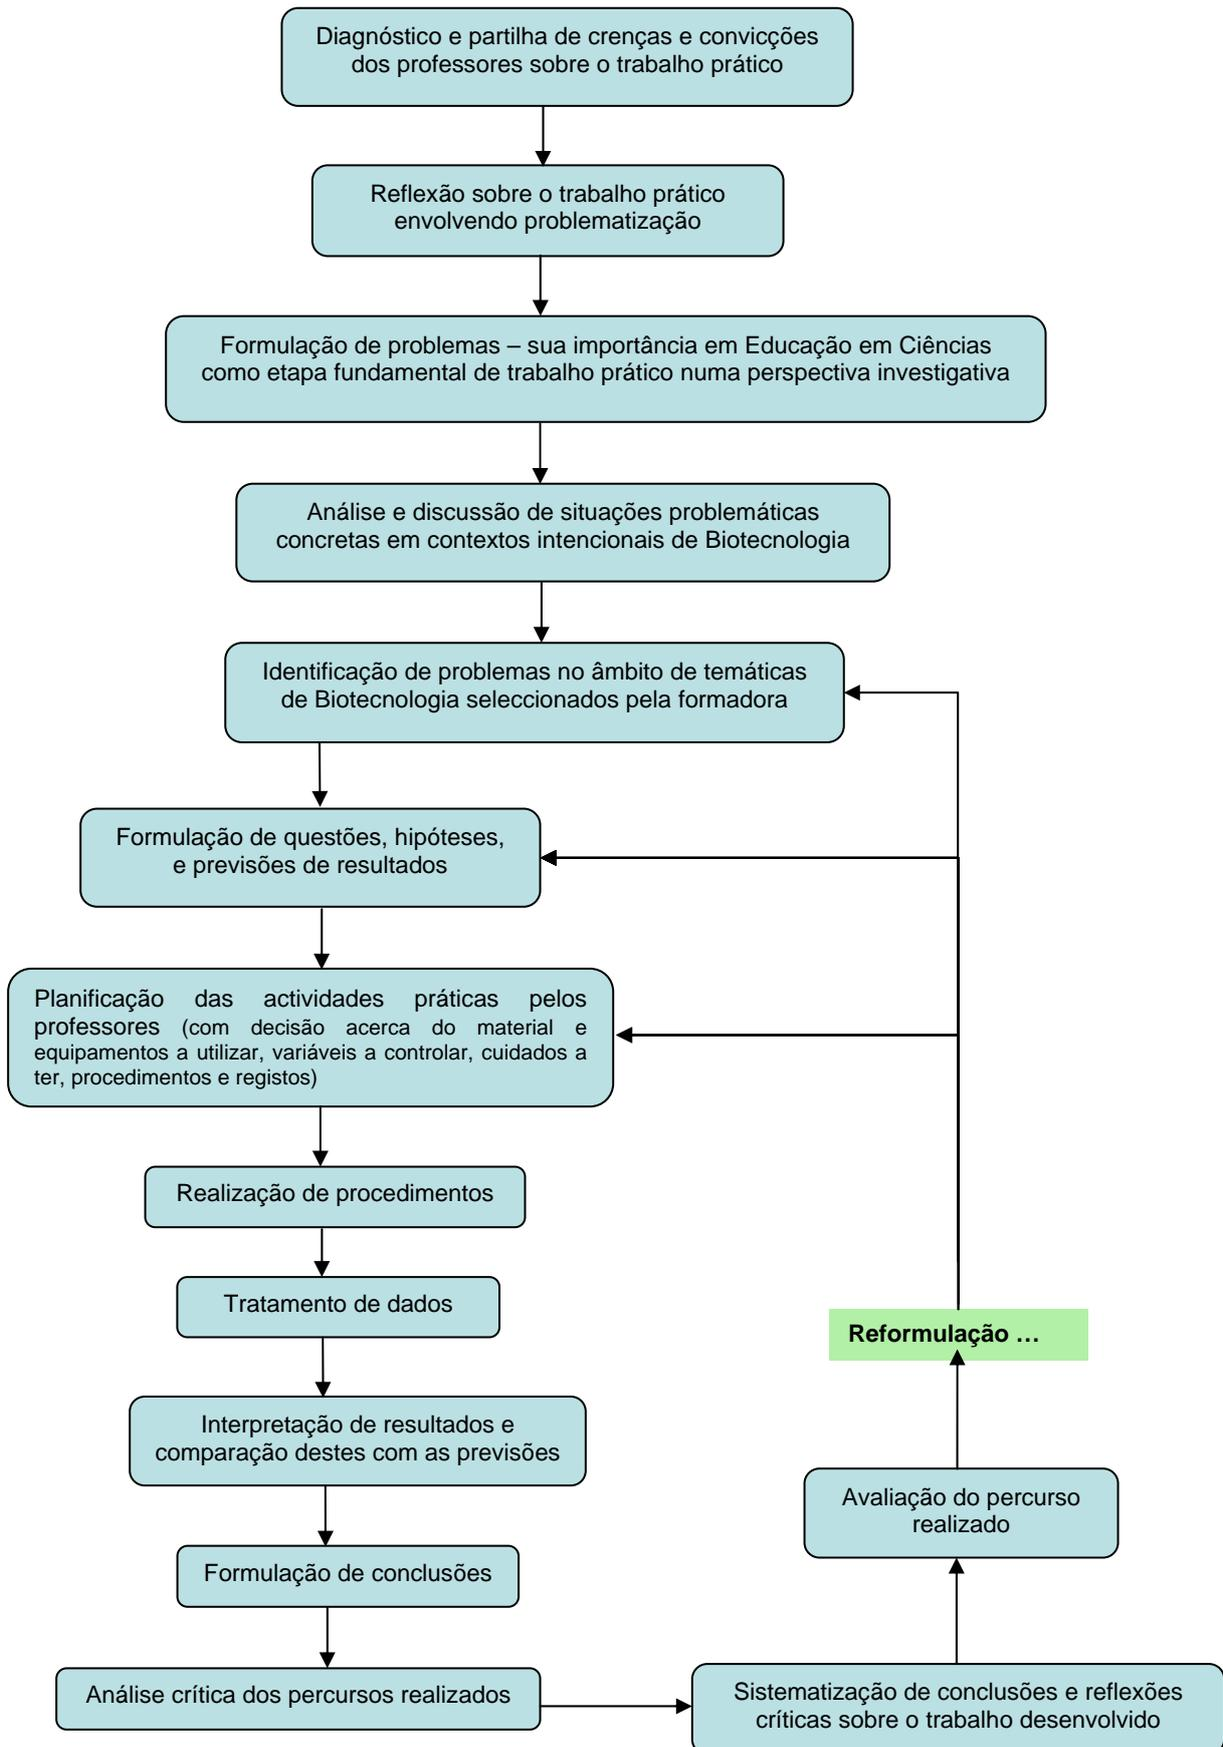 Diagnóstico e partilha de crenças e convicções
dos professores sobre o trabalho prático
Reflexão sobre o trabalho prático
envolvendo problematização
Formulação de problemas – sua importância em Educação em Ciências
como etapa fundamental de trabalho prático numa perspectiva investigativa
Análise e discussão de situações problemáticas
concretas em contextos intencionais de Biotecnologia
Identificação de problemas no âmbito de temáticas
de Biotecnologia seleccionados pela formadora
Formulação de questões, hipóteses,
e previsões de resultados
Planificação das actividades práticas pelos
professores (com decisão acerca do material e
equipamentos a utilizar, variáveis a controlar, cuidados a
ter, procedimentos e registos)
Realização de procedimentos
Tratamento de dados
Interpretação de resultados e
comparação destes com as previsões
Formulação de conclusões
Análise crítica dos percursos realizados
Sistematização de conclusões e reflexões
críticas sobre o trabalho desenvolvido
Avaliação do percurso
realizado
Reformulação ...